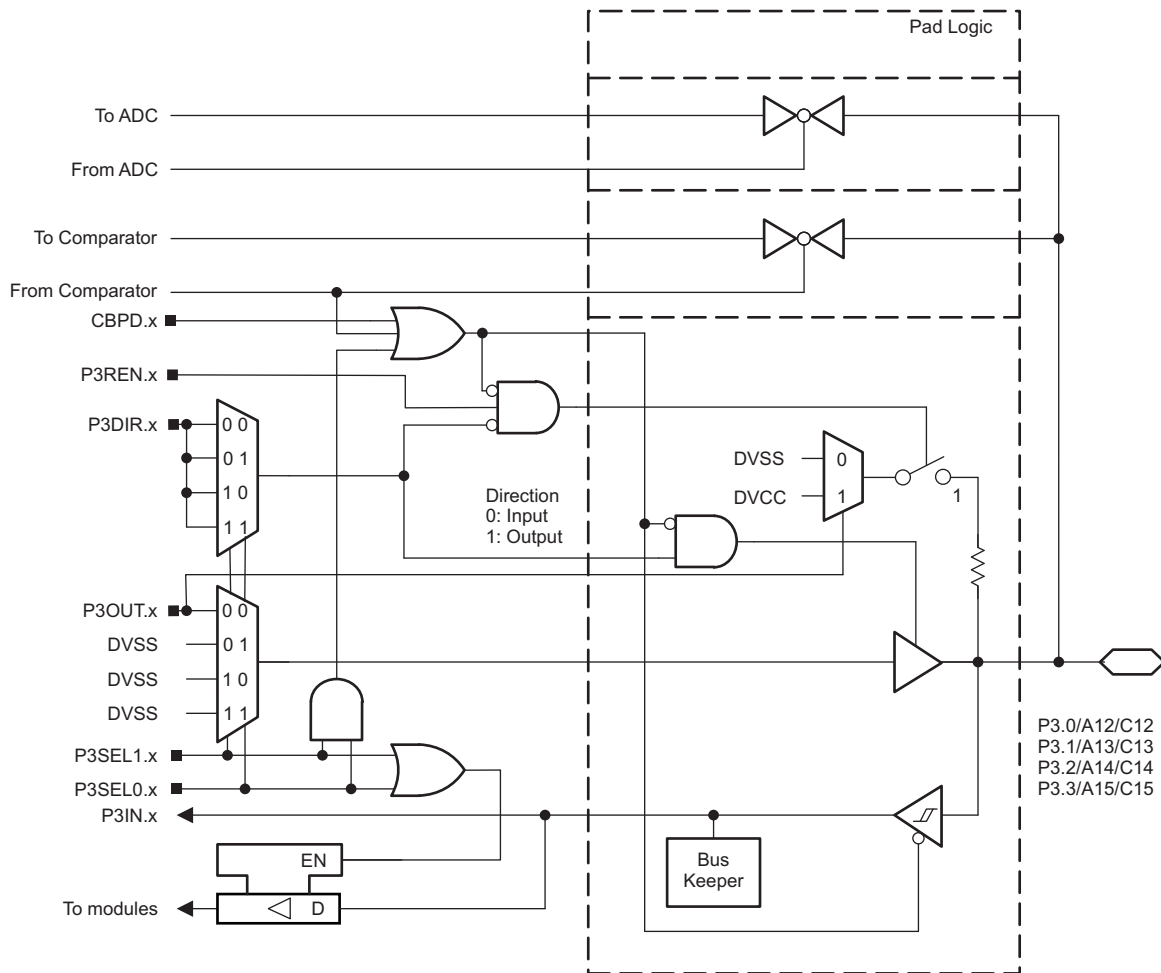 Pad Logic
To ADC
From ADC
To Comparator
From Comparator
CBPD.x
P3REN.x
P3DIR.x
0 0
0 1
1 0
1 1
Direction
0: Input
1: Output
DVSS
0
DVCC
1
1
P3OUT.x
0 0
DVSS
0 1
DVSS
1 0
DVSS
1 1
P3SEL1.x
P3SEL0.x
P3IN.x
P3.0/A12/C12
P3.1/A13/C13
P3.2/A14/C14
P3.3/A15/C15
Bus
Keeper
EN
To modules
D